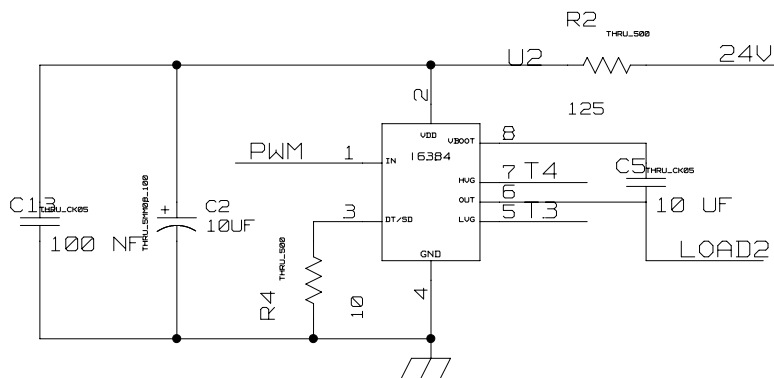 R2
THRU_500
U2
24V
2
125
VDD
VBOOT
8
PWM
1
IN
16384
C5
THRU_CK05
HVG
7
T4
OUT
6
10 UF
C13
THRU_CK05
100 NF
THRU_5MM08_100
+
C2
10UF
3
DT/SD
LVG
5
T3
LOAD2
GND
4
R4
THRU_500
10